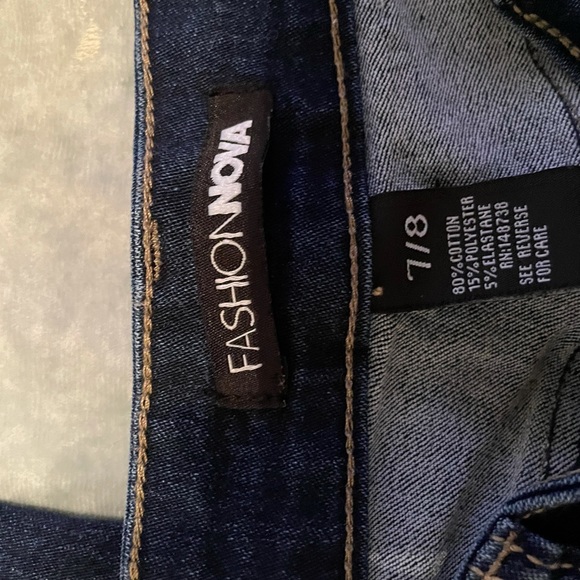 FASHIONNOVA
7/8
80%COTTON
15%POLYESTER
5%ELASTANE
RN#148738
SEE REVERSE
FOR CARE